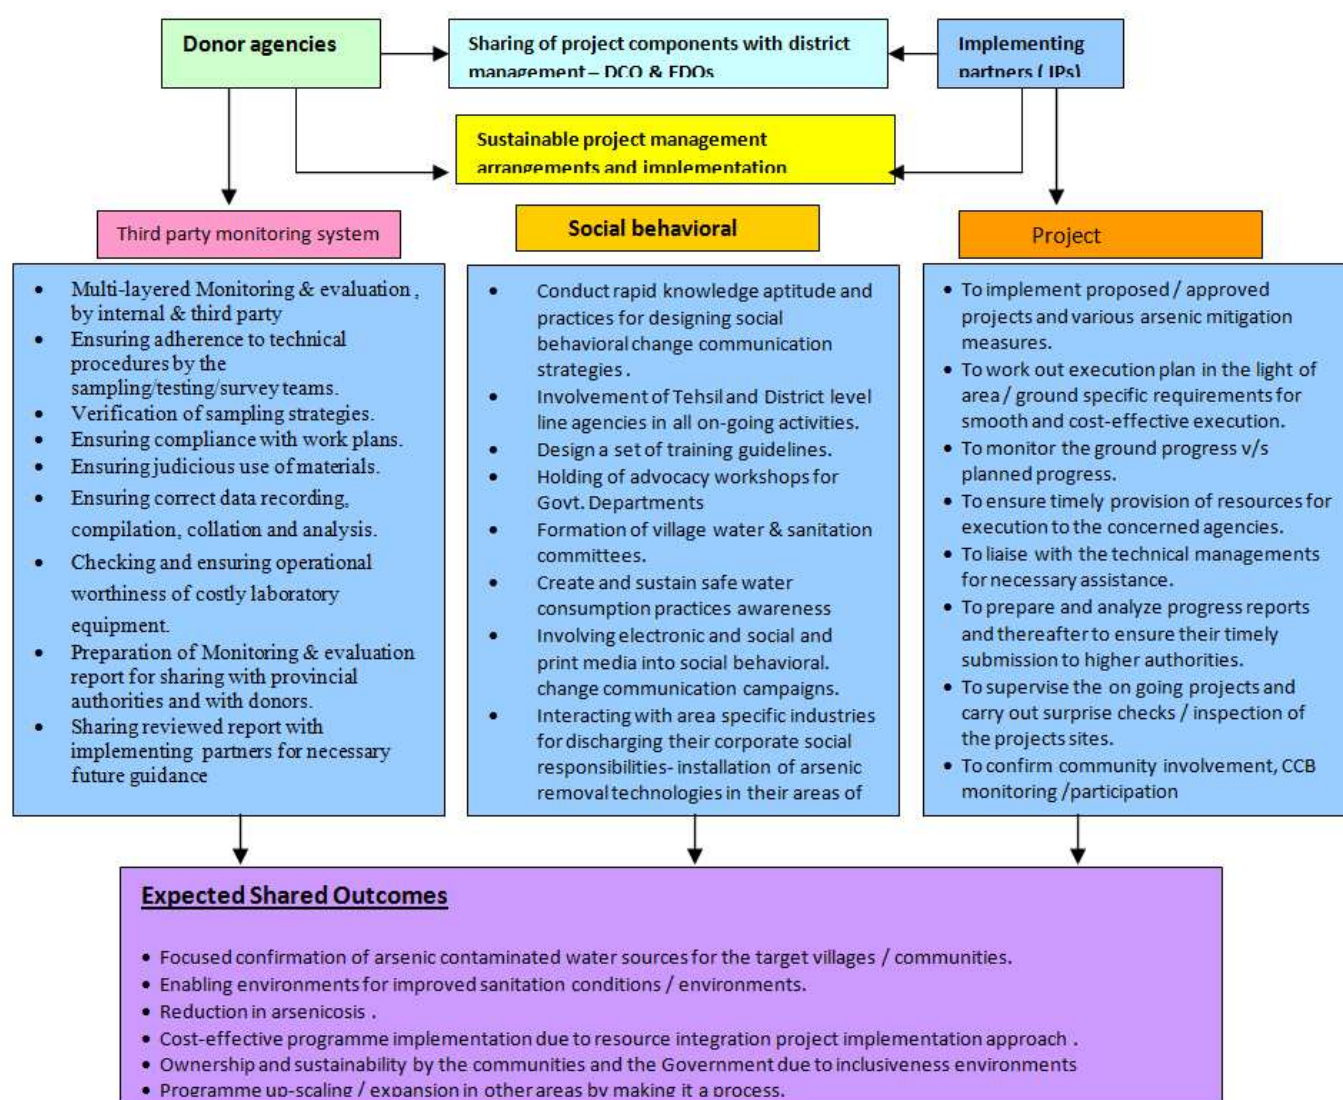 Donor agencies
Sharing of project components with district
management – DCO & EDOs
Implementing
partners ( IPs)
Sustainable project management
arrangements and implementation
Third party monitoring system
Social behavioral
Project
• Multi-layered Monitoring & evaluation ,
by internal & third party
• Ensuring adherence to technical
procedures by the
sampling/testing/survey teams.
• Verification of sampling strategies.
• Ensuring compliance with work plans.
• Ensuring judicious use of materials.
• Ensuring correct data recording,
compilation, collation and analysis.
• Checking and ensuring operational
worthiness of costly laboratory
equipment.
• Preparation of Monitoring & evaluation
report for sharing with provincial
authorities and with donors.
• Sharing reviewed report with
implementing partners for necessary
future guidance
• Conduct rapid knowledge aptitude and
practices for designing social
behavioral change communication
strategies .
• Involvement of Tehsil and District level
line agencies in all on-going activities.
• Design a set of training guidelines.
• Holding of advocacy workshops for
Govt. Departments
• Formation of village water & sanitation
committees.
• Create and sustain safe water
consumption practices awareness
• Involving electronic and social and
print media into social behavioral.
change communication campaigns.
• Interacting with area specific industries
for discharging their corporate social
responsibilities- installation of arsenic
removal technologies in their areas of
• To implement proposed / approved
projects and various arsenic mitigation
measures.
• To work out execution plan in the light of
area / ground specific requirements for
smooth and cost-effective execution.
• To monitor the ground progress v/s
planned progress.
• To ensure timely provision of resources for
execution to the concerned agencies.
• To liaise with the technical managements
for necessary assistance.
• To prepare and analyze progress reports
and thereafter to ensure their timely
submission to higher authorities.
• To supervise the on going projects and
carry out surprise checks / inspection of
the projects sites.
• To confirm community involvement, CCB
monitoring /participation
Expected Shared Outcomes
• Focused confirmation of arsenic contaminated water sources for the target villages / communities.
• Enabling environments for improved sanitation conditions / environments.
• Reduction in arsenicosis .
• Cost-effective programme implementation due to resource integration project implementation approach .
• Ownership and sustainability by the communities and the Government due to inclusiveness environments
• Programme up-scaling / expansion in other areas by making it a process.